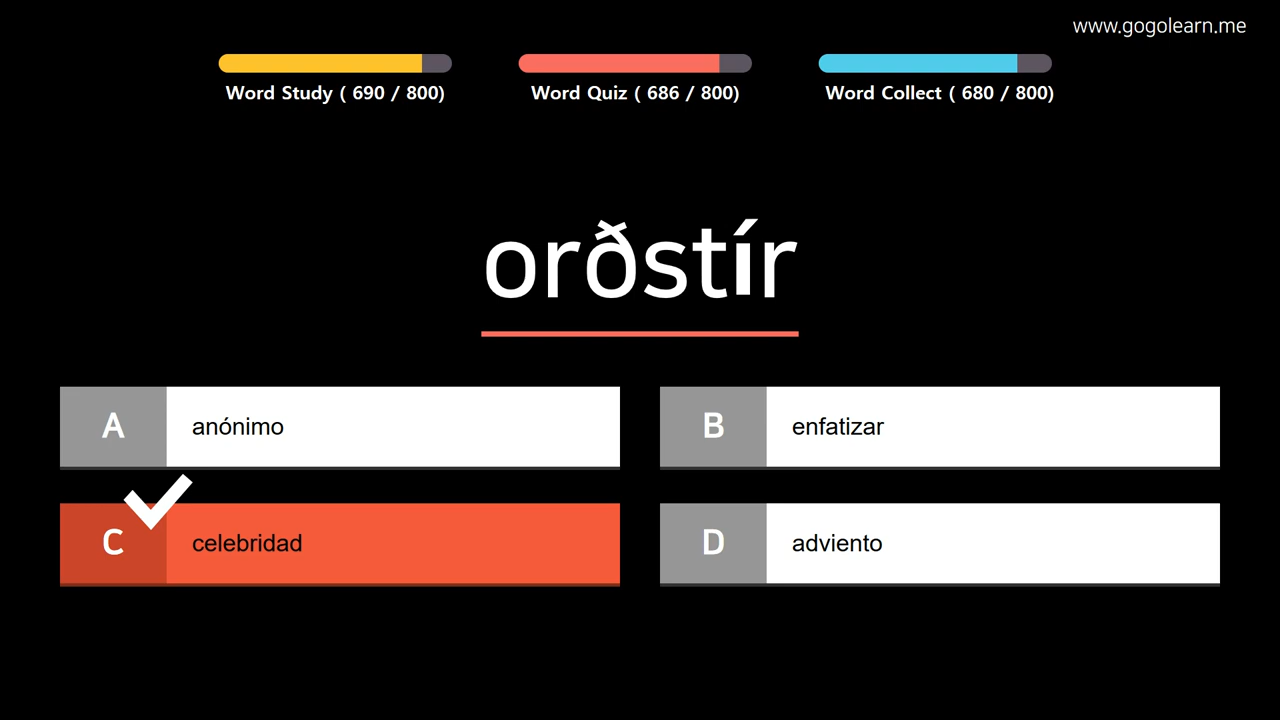 www.gogolearn.me
Word Study ( 690 / 800)
Word Quiz ( 686 / 800)
Word Collect ( 680 / 800)
orðstír
A anónimo
B enfatizar
C celebridad
D adviento